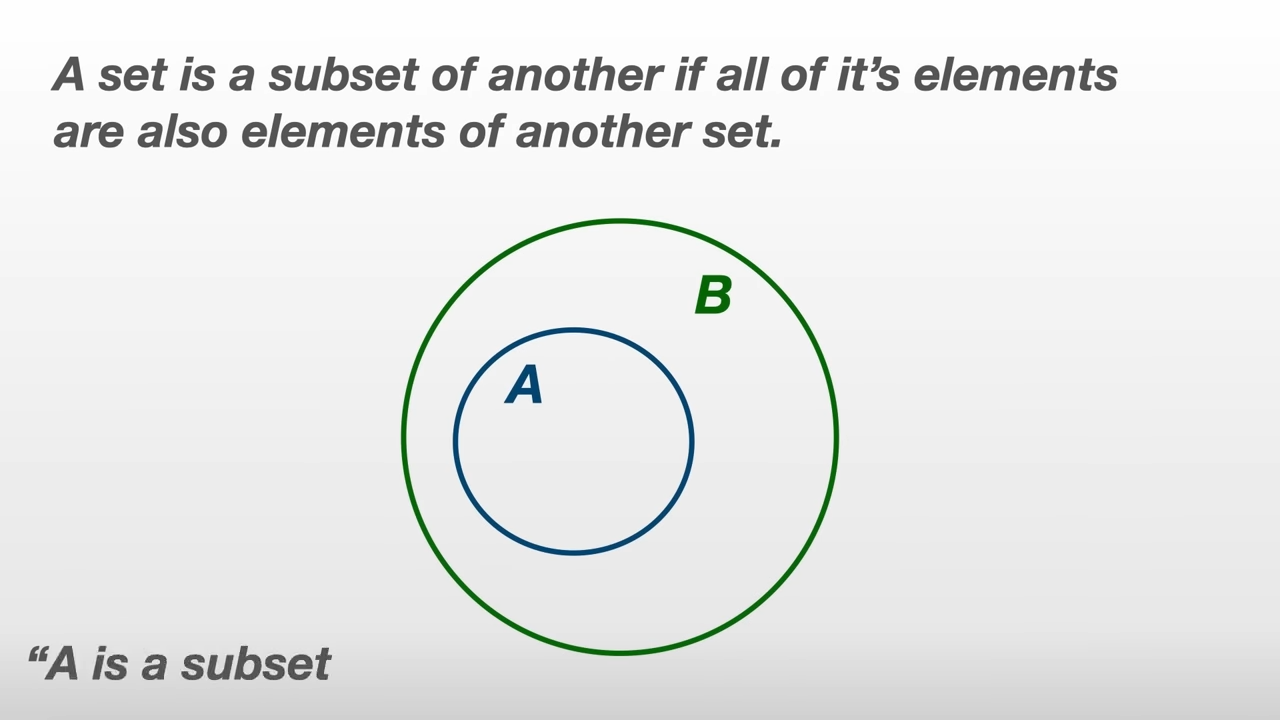 A set is a subset of another if all of it’s elements
are also elements of another set.
B
A
“A is a subset